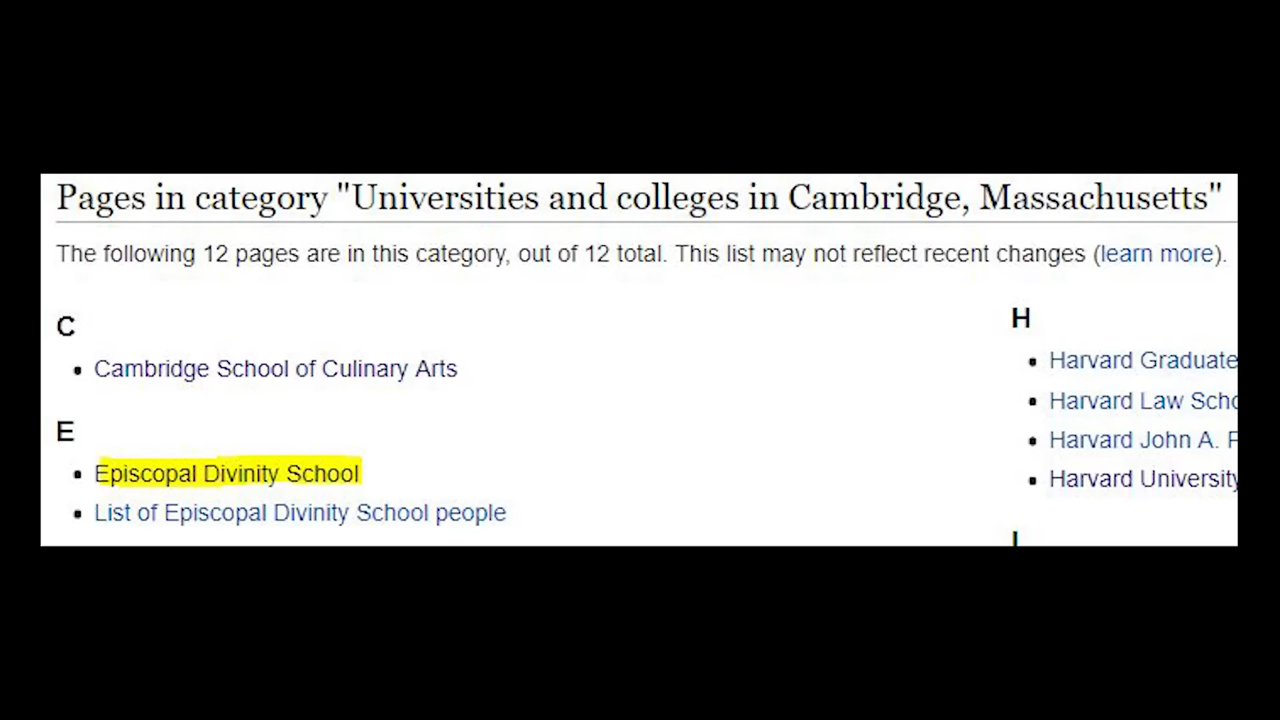 Pages in category "Universities and colleges in Cambridge, Massachusetts"
The following 12 pages are in this category, out of 12 total. This list may not reflect recent changes (learn more).
C
Cambridge School of Culinary Arts
E
Episcopal Divinity School
List of Episcopal Divinity School people
H
Harvard Graduate
Harvard Law
Harvard John A.
Harvard University